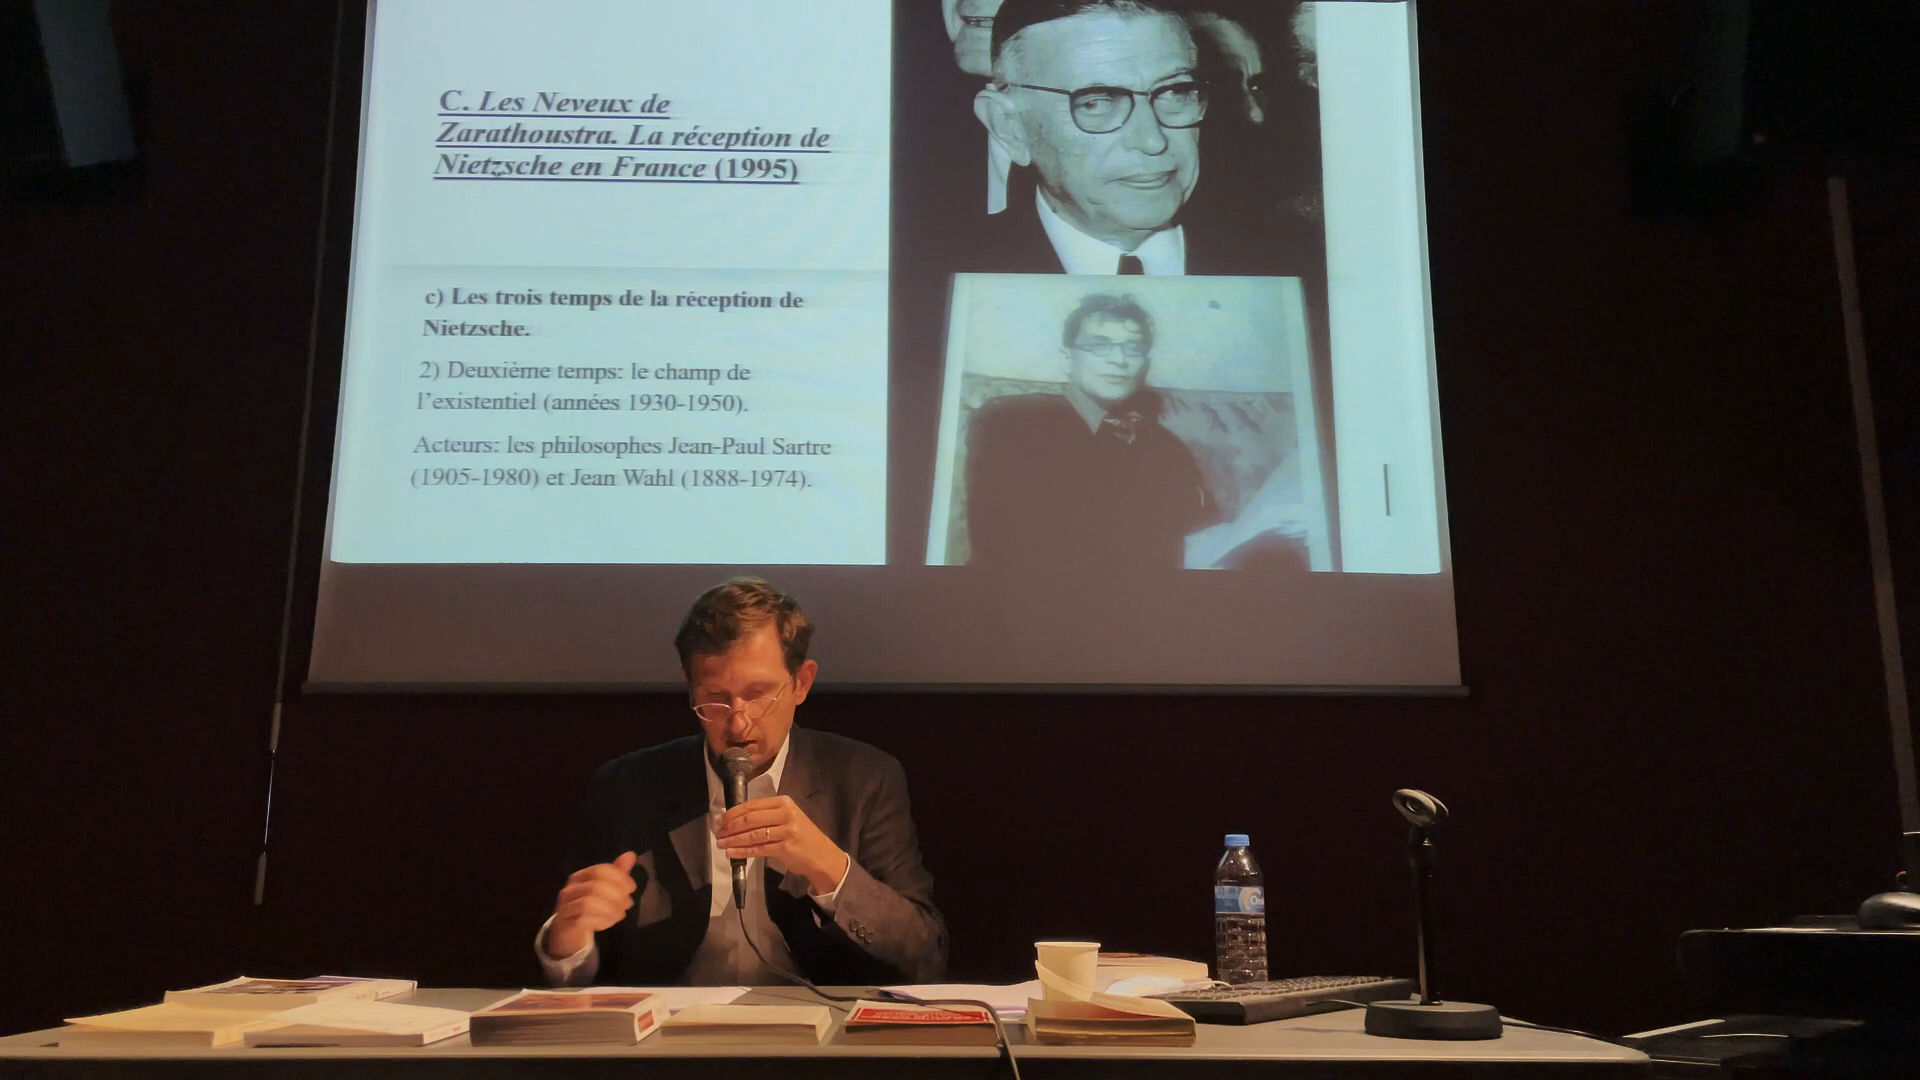 C. Les Neveux de
Zarathoustra. La réception de
Nietzsche en France (1995)
c) Les trois temps de la réception de
Nietzsche.
2) Deuxième temps: le champ de
l'existentiel (années 1930-1950).
Acteurs: les philosophes Jean-Paul Sartre
(1905-1980) et Jean Wahl (1888-1974).